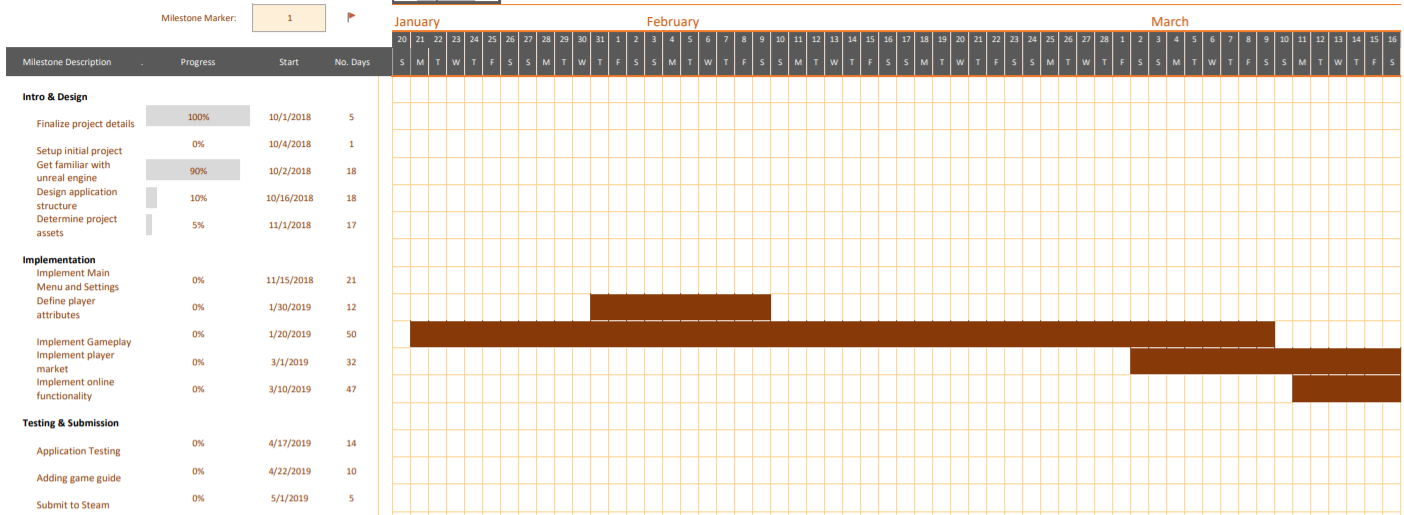 Milestone Marker: 1
January February March
20 21 22 23 24 25 26 27 28 29 30 31 1 2 3 4 5 6 7 8 9 10 11 12 13 14 15 16 17 18 19 20 21 22 23 24 25 26 27 28 1 2 3 4 5 6 7 8 9 10 11 12 13 14 15 16
Milestone Description . Progress Start No. Days S M T W T F S S M T W T F S S M T W T F S S M T W T F S S M T W T F S S M T W T F S S M T W T F S S M T W T F S
Intro & Design
Finalize project details 100% 10/1/2018 5
Setup initial project 0% 10/4/2018 1
Get familiar with
unreal engine 90% 10/2/2018 18
Design application
structure 10% 10/16/2018 18
Determine project
assets 5% 11/1/2018 17
Implementation
Implement Main
Menu and Settings 0% 11/15/2018 21
Define player
attributes 0% 1/30/2019 12
Implement Gameplay 0% 1/20/2019 50
Implement player
market 0% 3/1/2019 32
Implement online
functionality 0% 3/10/2019 47
Testing & Submission
Application Testing 0% 4/17/2019 14
Adding game guide 0% 4/22/2019 10
Submit to Steam 0% 5/1/2019 5